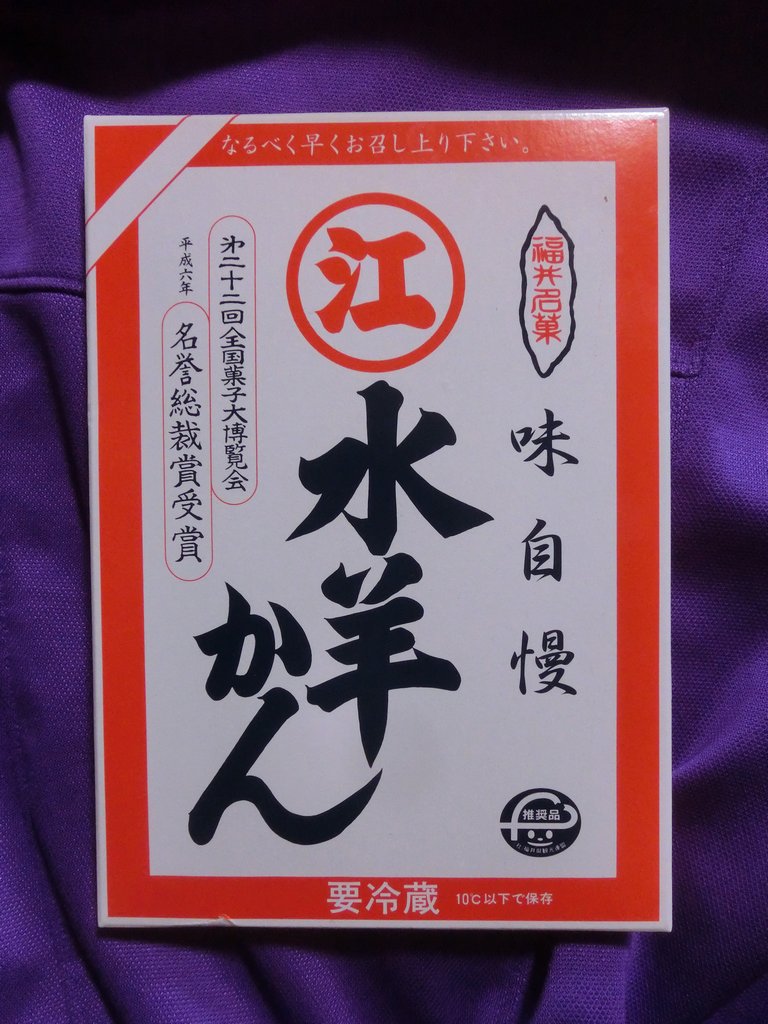 なるべく早くお召し上り下さい。
福井名菓
味自慢
江
水羊かん
第二十二回全国菓子大博覧会
平成六年
名誉総裁賞受賞
推奨品
要冷蔵 10℃以下で保存